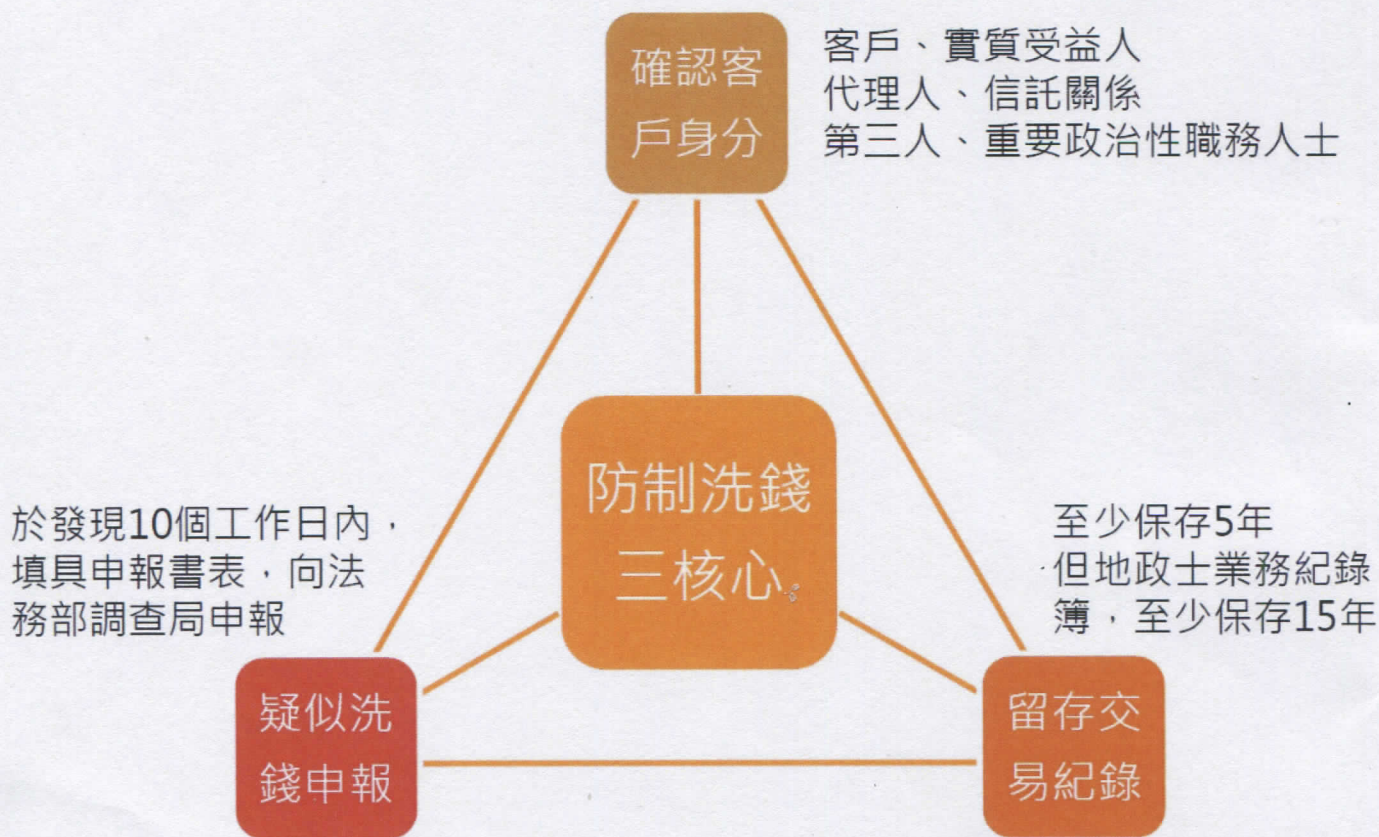 確認客
戶身分
客戶、實質受益人
代理人、信託關係
第三人、重要政治性職務人士
防制洗錢
三核心
於發現10個工作日內，
填具申報書表，向法
務部調查局申報
疑似洗
錢申報
至少保存5年
但地政士業務紀錄
簿，至少保存15年
留存交
易紀錄